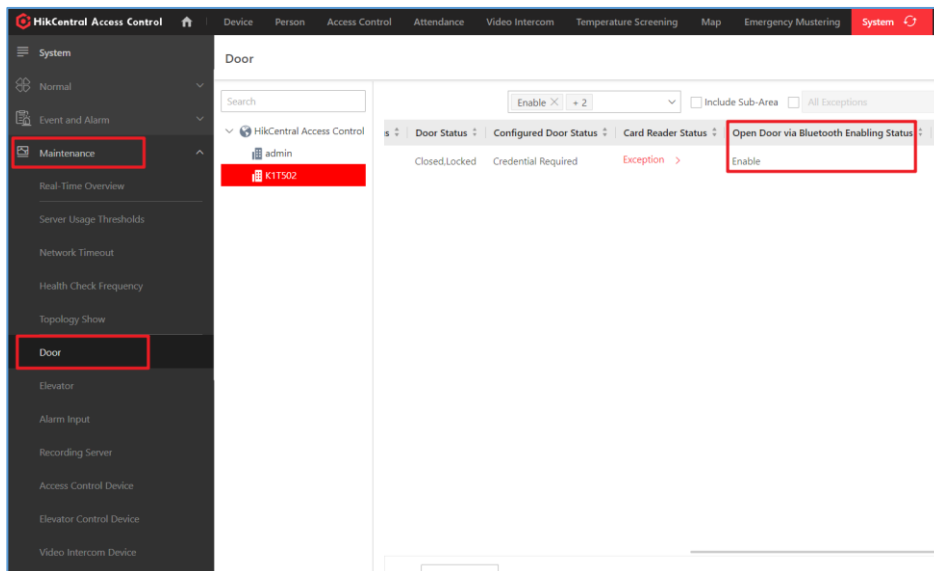 HikCentral Access Control
Device Person Access Control Attendance Video Intercom Temperature Screening Map Emergency Mustering System
System
Normal
Event and Alarm
Maintenance
Real-Time Overview
Server Usage Thresholds
Network Timeout
Health Check Frequency
Topology Show
Door
Elevator
Alarm Input
Recording Server
Access Control Device
Elevator Control Device
Video Intercom Device
Door
Search
HikCentral Access Control
admin
K1T502
Enable × + 2
Include Sub-Area All Exceptions
s Door Status Configured Door Status Card Reader Status Open Door via Bluetooth Enabling Status
Closed,Locked Credential Required Exception > Enable